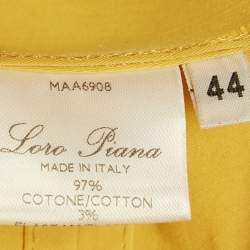 MAA6908
44
Loro Piana
MADE IN ITALY
97%
COTONE/COTTON
3%